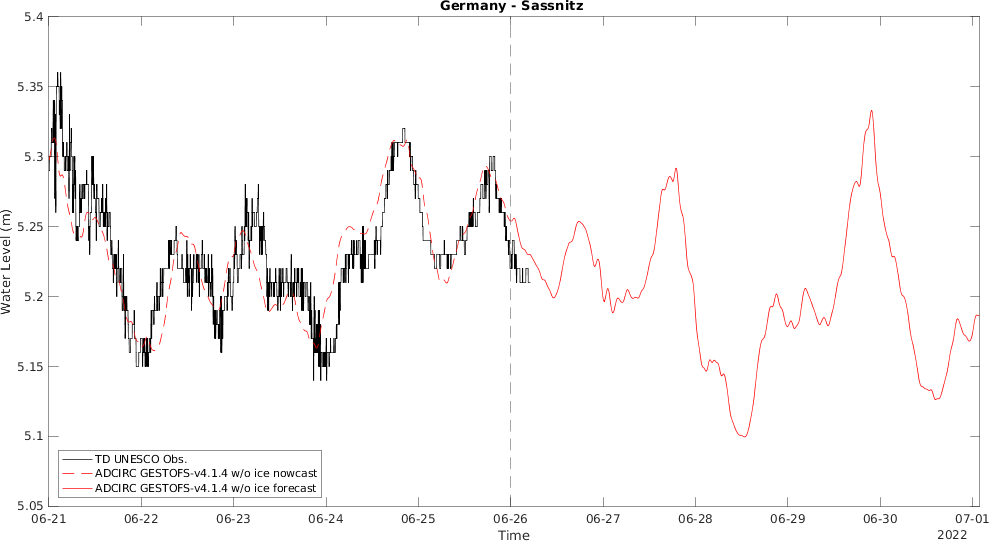 Germany - Sassnitz
5.4
5.35
5.3
5.25
5.2
5.15
5.1
5.05
Water Level (m)
TD UNESCO Obs.
ADCIRC GESTOFS-v4.1.4 w/o ice nowcast
ADCIRC GESTOFS-v4.1.4 w/o ice forecast
06-21 06-22 06-23 06-24 06-25 06-26 06-27 06-28 06-29 06-30 07-01
Time
2022